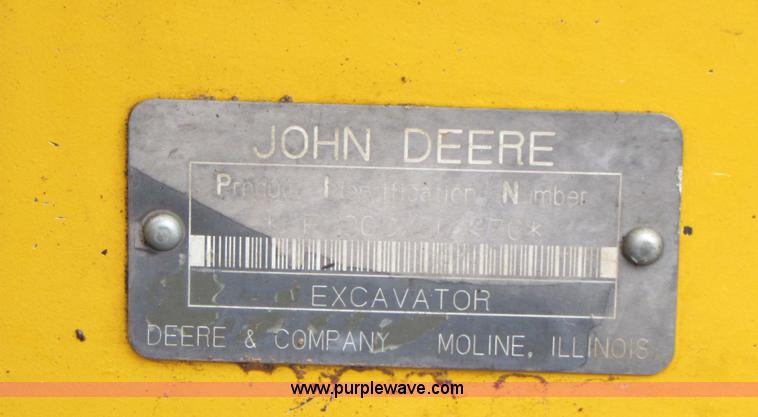 JOHN DEERE
Product Identification Number
EXCAVATOR
DEERE & COMPANY MOLINE, ILLINOIS
www.purplewave.com